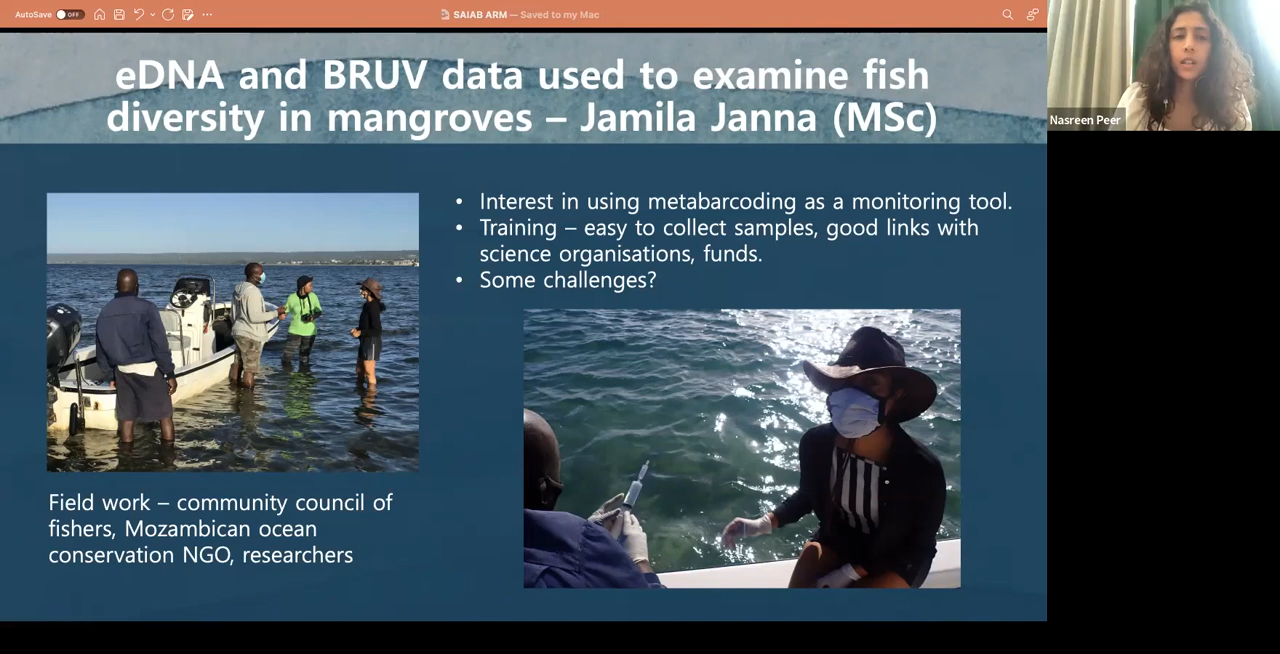 AutoSave OFF
SAIAB ARM — Saved to my Mac
eDNA and BRUV data used to examine fish
diversity in mangroves – Jamila Janna (MSc)
Nasreen Peer
• Interest in using metabarcoding as a monitoring tool.
• Training – easy to collect samples, good links with
science organisations, funds.
• Some challenges?
Field work – community council of
fishers, Mozambican ocean
conservation NGO, researchers